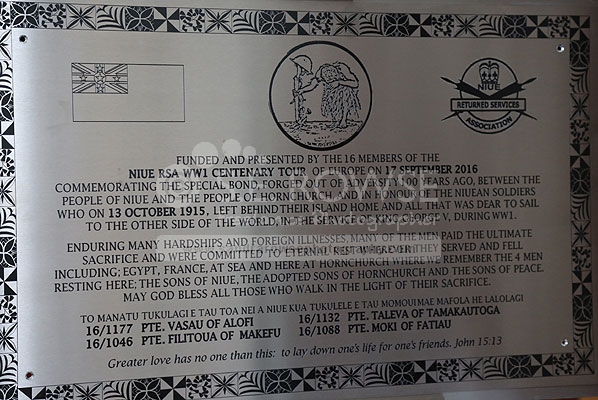 NIUE
RETURNED SERVICES
ASSOCIATION
FUNDED AND PRESENTED BY THE 16 MEMBERS OF THE
NIUE RSA WW1 CENTENARY TOUR OF EUROPE ON 17 SEPTEMBER 2016
COMMEMORATING THE SPECIAL BOND, FORGED OUT OF ADVERSITY 100 YEARS AGO, BETWEEN THE
PEOPLE OF NIUE AND THE PEOPLE OF HORNCHURCH AND IN HONOUR OF THE NIUEAN SOLDIERS
WHO ON 13 OCTOBER 1915, LEFT BEHIND THEIR ISLAND HOME AND ALL THAT WAS DEAR TO SAIL
TO THE OTHER SIDE OF THE WORLD, IN THE SERVICE OF KING GEORGE V, DURING WW1.
ENDURING MANY HARDSHIPS AND FOREIGN ILLNESSES, MANY OF THE MEN PAID THE ULTIMATE
SACRIFICE AND WERE COMMITTED TO ETERNAL REST WHEREVER THEY SERVED AND FELL
INCLUDING; EGYPT, FRANCE, AT SEA AND HERE AT HORNCHURCH WHERE WE REMEMBER THE 4 MEN
RESTING HERE; THE SONS OF NIUE, THE ADOPTED SONS OF HORNCHURCH AND THE SONS OF PEACE.
MAY GOD BLESS ALL THOSE WHO WALK IN THE LIGHT OF THEIR SACRIFICE.
TO MANATU TUKULAGI E TAU TOA NEI A NIUE KUA TUKULELE E TAU MOMOUI MAE MAFOLA HE LALOLAGI
16/1177 PTE. VASAU OF ALOFI 16/1132 PTE. TALEVA OF TAMAKAUTOGA
16/1046 PTE. FILITOUA OF MAKEFU 16/1088 PTE. MOKI OF FATIAU
Greater love has no one than this: to lay down one's life for one's friends. John 15:13